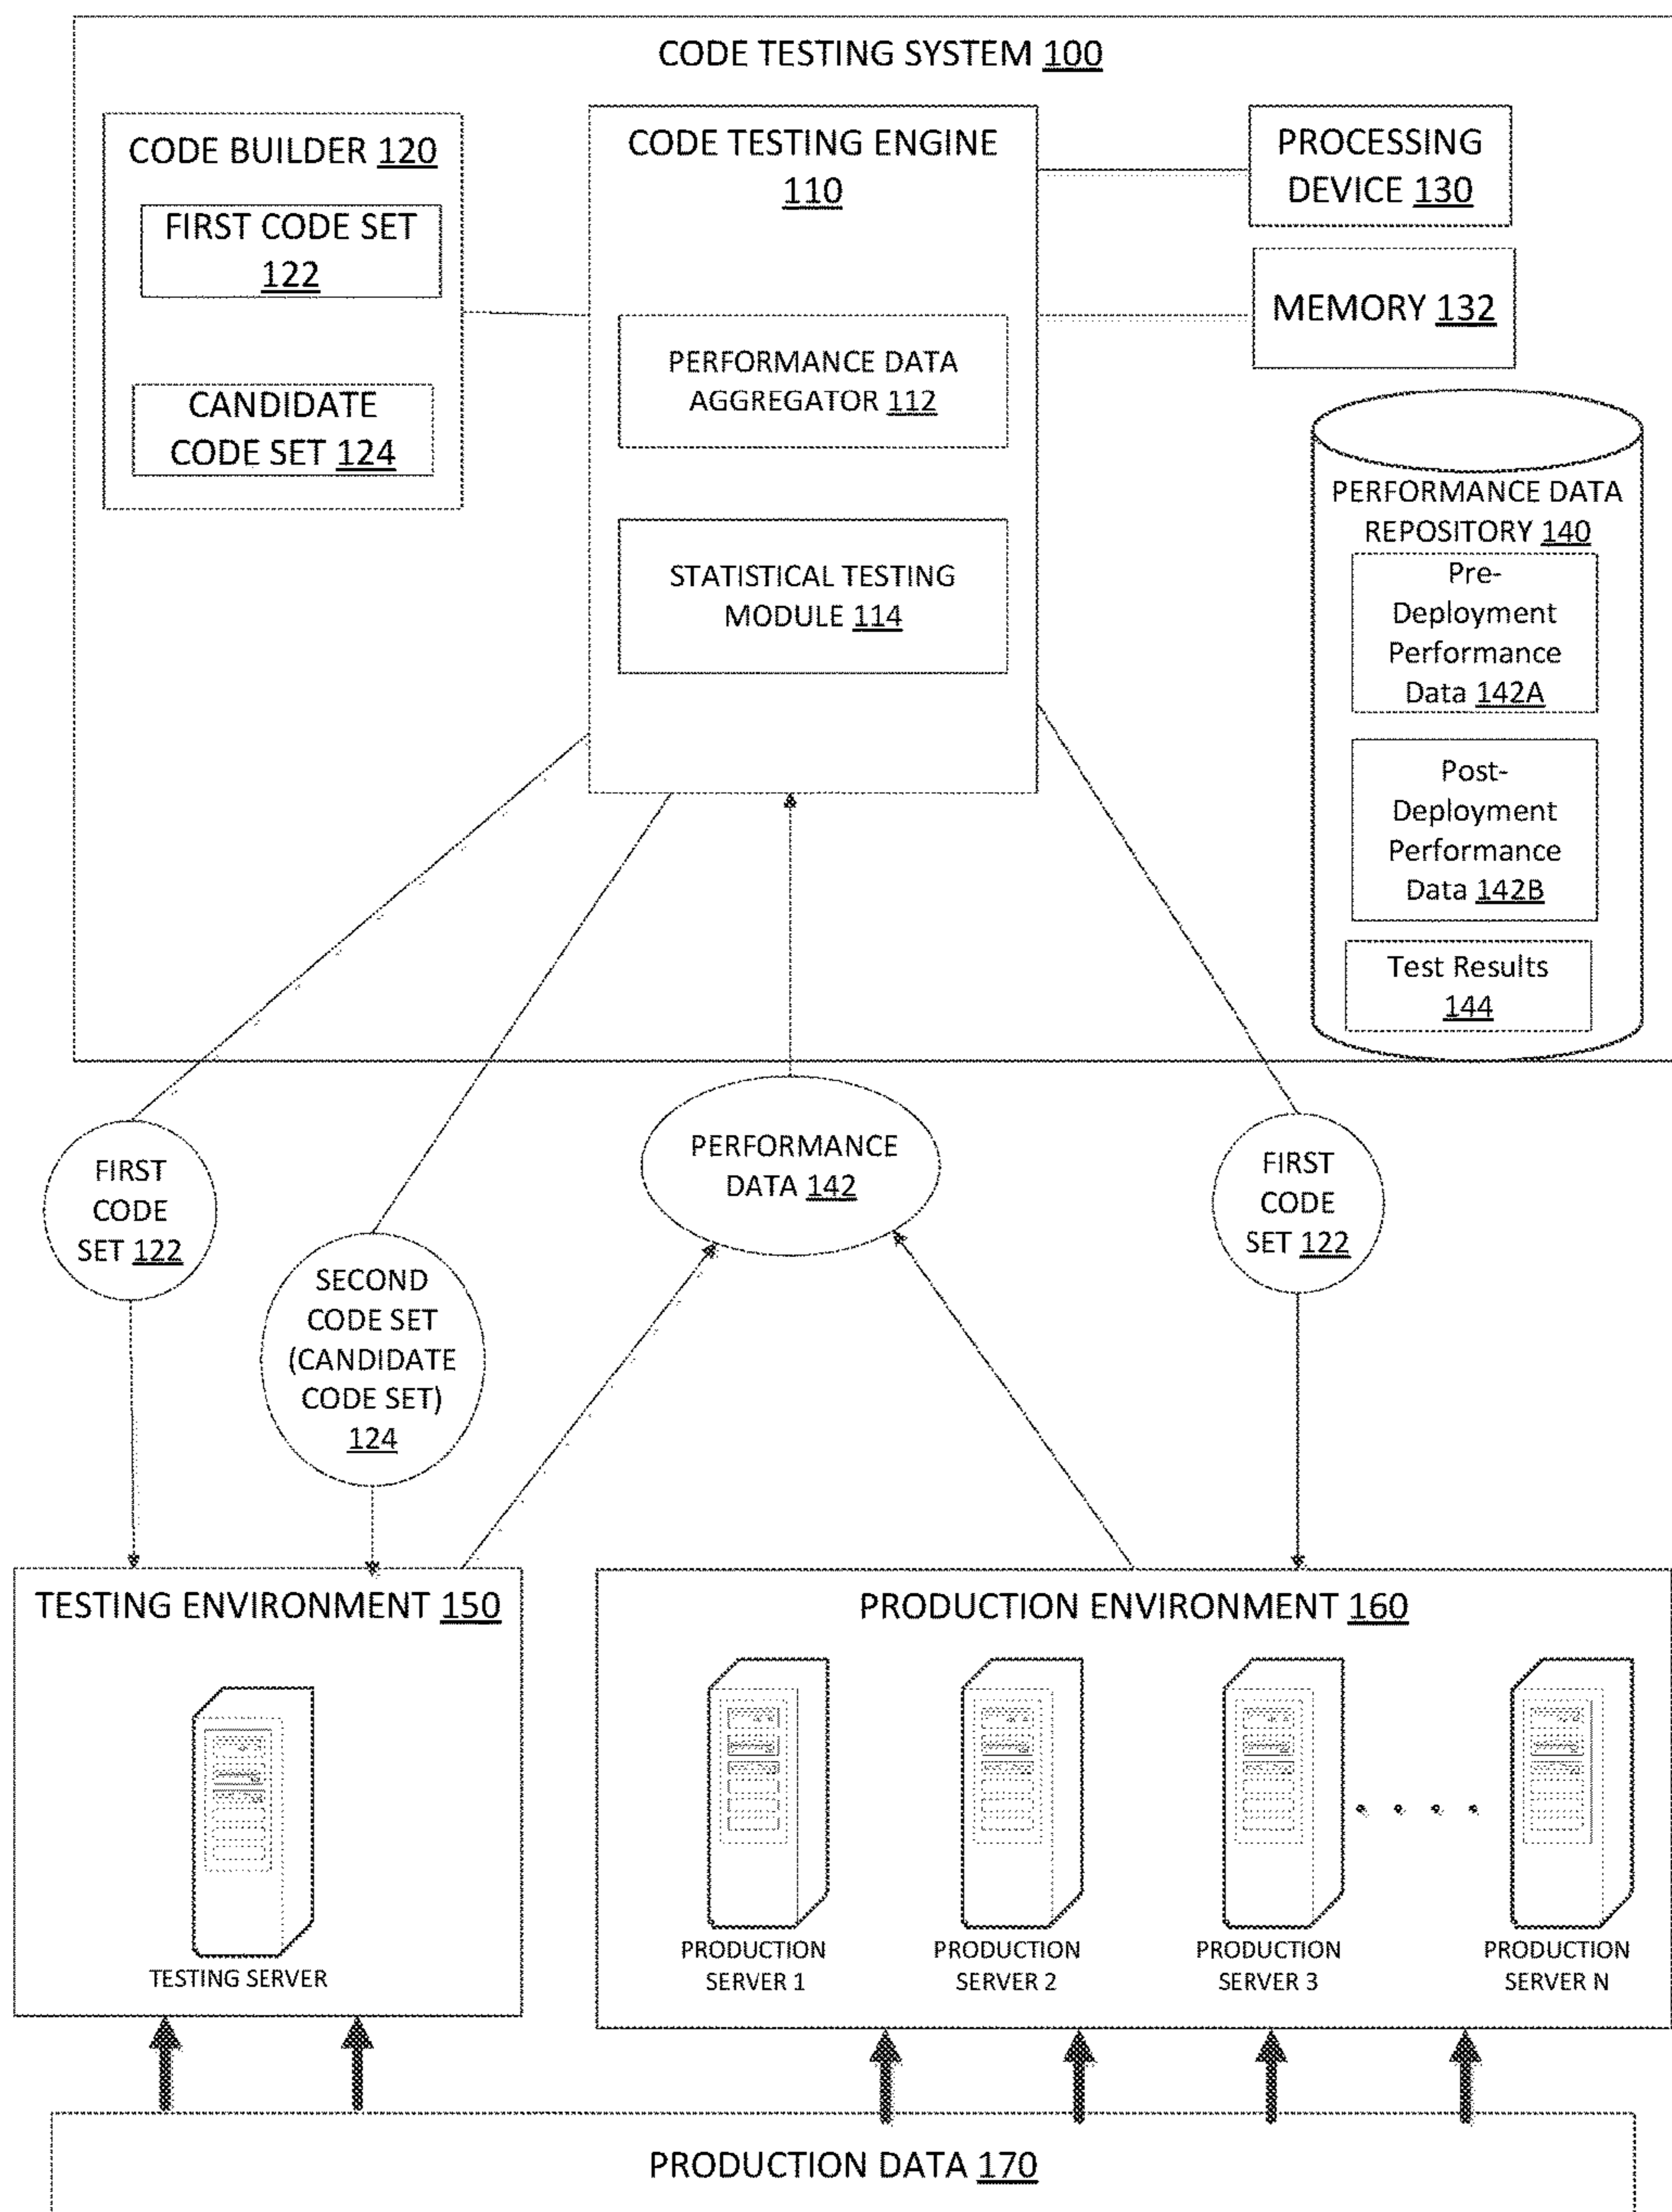 CODE TESTING SYSTEM 100
CODE BUILDER 120
FIRST CODE SET
122
CANDIDATE
CODE SET 124
CODE TESTING ENGINE
110
PERFORMANCE DATA
AGGREGATOR 112
STATISTICAL TESTING
MODULE 114
PROCESSING
DEVICE 130
MEMORY 132
PERFORMANCE DATA
REPOSITORY 140
Pre-
Deployment
Performance
Data 142A
Post-
Deployment
Performance
Data 142B
Test Results
144
FIRST
CODE
SET 122
SECOND
CODE SET
(CANDIDATE
CODE SET)
124
PERFORMANCE
DATA 142
FIRST
CODE
SET 122
TESTING ENVIRONMENT 150
TESTING SERVER
PRODUCTION ENVIRONMENT 160
PRODUCTION
SERVER 1
PRODUCTION
SERVER 2
PRODUCTION
SERVER 3
PRODUCTION
SERVER N
PRODUCTION DATA 170